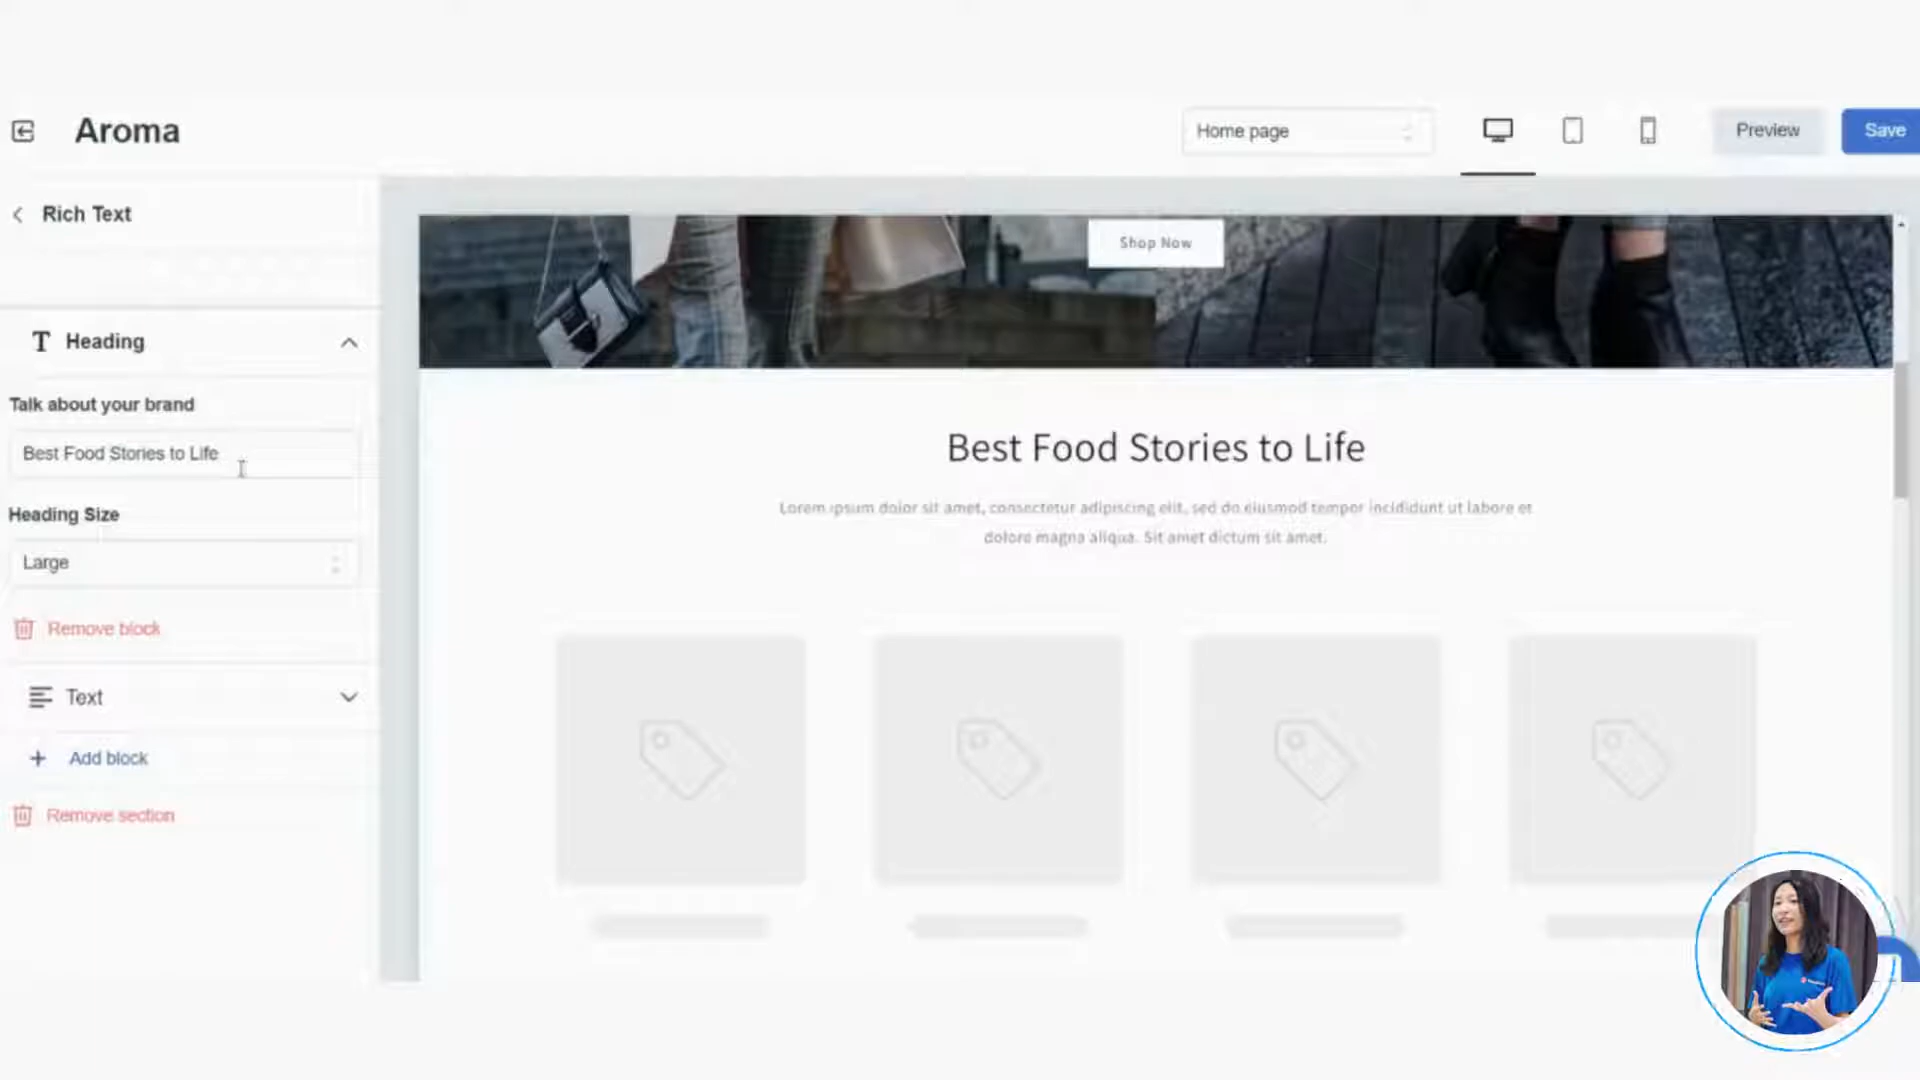 Aroma
Home page
Preview
Save
Rich Text
Heading
Talk about your brand
Best Food Stories to Life
Heading Size
Large
Remove block
Text
Add block
Remove section
Shop Now
Best Food Stories to Life
Lorem ipsum dolor sit amet, consectetur adipiscing elit, sed do eiusmod tempor incididunt ut labore et
dolore magna aliqua. Sit amet dictum sit amet.